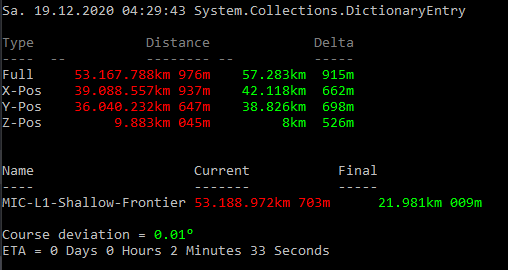 Sa. 19.12.2020 04:29:43 System.Collections.DictionaryEntry
Type Distance Delta
---- -- -------- -- -----
Full 53.167.788km 976m 57.283km 915m
X-Pos 39.088.557km 937m 42.118km 662m
Y-Pos 36.040.232km 647m 38.826km 698m
Z-Pos 9.883km 045m 8km 526m
Name Current Final
---- ------- -----
MIC-L1-Shallow-Frontier 53.188.972km 703m 21.981km 009m
Course deviation = 0.01°
ETA = 0 Days 0 Hours 2 Minutes 33 Seconds